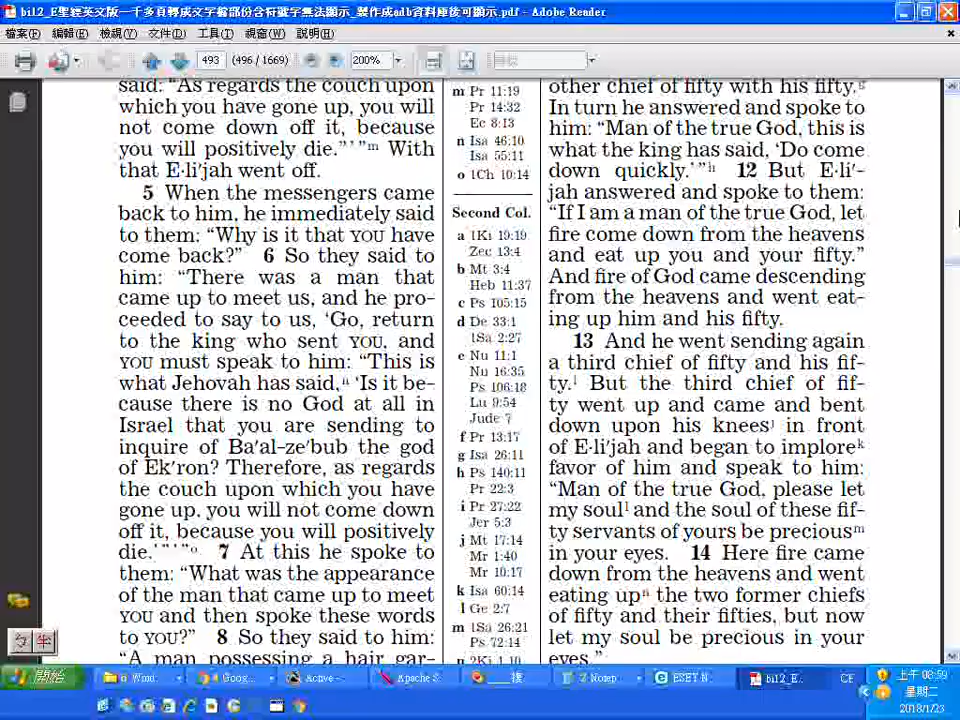 bi12_E聖經英文版_一千多頁轉成文字檔部份含符號字無法顯示_製作成adb資料庫後可顯示.pdf - Adobe Reader
檔案(F) 編輯(E) 檢視(V) 文件(D) 工具(T) 視窗(W) 說明(H)
493 (496 / 1669) 200% 尋找
said: “As regards the couch upon
which you have gone up, you will
not come down off it, because
you will positively die.”’”m With
that E·li′jah went off.
5 When the messengers came
back to him, he immediately said
to them: “Why is it that YOU have
come back?” 6 So they said to
him: “There was a man that
came up to meet us, and he pro-
ceeded to say to us, ‘Go, return
to the king who sent YOU, and
YOU must speak to him: “This is
what Jehovah has said,n ‘Is it be-
cause there is no God at all in
Israel that you are sending to
inquire of Ba′al-ze′bub the god
of Ek′ron? Therefore, as regards
the couch upon which you have
gone up, you will not come down
off it, because you will positively
die.’”’”o 7 At this he spoke to
them: “What was the appearance
of the man that came up to meet
YOU and then spoke these words
to YOU?” 8 So they said to him:
“A man possessing a hair gar-
m Pr 11:19
Pr 14:32
Ec 8:13
n Isa 46:10
Isa 55:11
o 1Ch 10:14
Second Col.
a 1Ki 19:19
Zec 13:4
b Mt 3:4
Heb 11:37
c Ps 105:15
d De 33:1
1Sa 2:27
e Nu 11:1
Nu 16:35
Ps 106:18
Lu 9:54
Jude 7
f Pr 13:17
g Isa 26:11
h Ps 140:11
Pr 22:3
i Pr 27:22
Jer 5:3
j Mt 17:14
Mr 1:40
Mr 10:17
k Isa 60:14
l Ge 2:7
m 1Sa 26:21
Ps 72:14
n 2Ki 1:10
other chief of fifty with his fifty.g
In turn he answered and spoke to
him: “Man of the true God, this is
what the king has said, ‘Do come
down quickly.’”h 12 But E·li′-
jah answered and spoke to them:
“If I am a man of the true God, let
fire come down from the heavens
and eat up you and your fifty.”
And fire of God came descending
from the heavens and went eat-
ing up him and his fifty.
13 And he went sending again
a third chief of fifty and his fif-
ty.i But the third chief of fif-
ty went up and came and bent
down upon his kneesj in front
of E·li′jah and began to implorek
favor of him and speak to him:
“Man of the true God, please let
my soull and the soul of these fif-
ty servants of yours be preciousm
in your eyes. 14 Here fire came
down from the heavens and went
eating upn the two former chiefs
of fifty and their fifties, but now
let my soul be precious in your
eyes.”
ㄅ 半
開始 6 Wind... 6 Goog... Active - Apache S 7 Notep ESET N bi12_E. CE
上午 08:59
星期二
2018/1/23